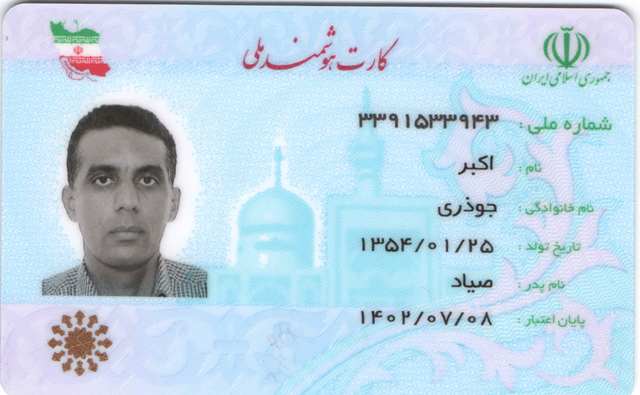 کارت هوشمند ملی
جمهوری اسلامی ایران
شماره ملی : ۳۳۹۱۵۳۳۹۴۳
نام : اکبر
نام خانوادگی : جوذری
تاریخ تولد : ۱۳۵۴/۰۱/۲۵
نام پدر : صیاد
پایان اعتبار : ۱۴۰۲/۰۷/۰۸